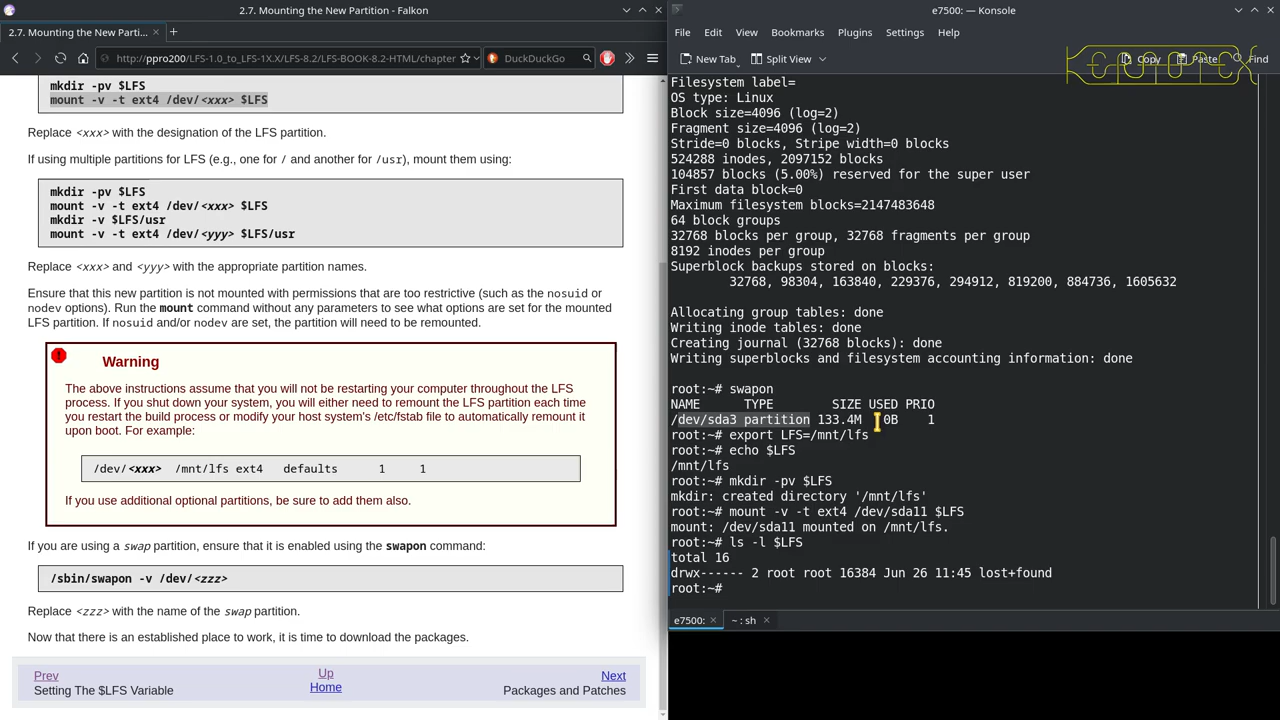 2.7. Mounting the New Partition - Falkon
2.7. Mounting the New Parti...
http://ppro200/LFS-1.0_to_LFS-1X.X/LFS-8.2/LFS-BOOK-8.2-HTML/chapter
DuckDuckGo
mkdir -pv $LFS
mount -v -t ext4 /dev/<xxx> $LFS
Replace <xxx> with the designation of the LFS partition.
If using multiple partitions for LFS (e.g., one for / and another for /usr), mount them using:
mkdir -pv $LFS
mount -v -t ext4 /dev/<xxx> $LFS
mkdir -v $LFS/usr
mount -v -t ext4 /dev/<yyy> $LFS/usr
Replace <xxx> and <yyy> with the appropriate partition names.
Ensure that this new partition is not mounted with permissions that are too restrictive (such as the nosuid or
nodev options). Run the mount command without any parameters to see what options are set for the mounted
LFS partition. If nosuid and/or nodev are set, the partition will need to be remounted.
Warning
The above instructions assume that you will not be restarting your computer throughout the LFS
process. If you shut down your system, you will either need to remount the LFS partition each time
you restart the build process or modify your host system's /etc/fstab file to automatically remount it
upon boot. For example:
/dev/<xxx> /mnt/lfs ext4 defaults 1 1
If you use additional optional partitions, be sure to add them also.
If you are using a swap partition, ensure that it is enabled using the swapon command:
/sbin/swapon -v /dev/<zzz>
Replace <zzz> with the name of the swap partition.
Now that there is an established place to work, it is time to download the packages.
Prev
Up
Next
Setting The $LFS Variable
Home
Packages and Patches
e7500: — Konsole
File Edit View Bookmarks Plugins Settings Help
New Tab Split View Copy Paste Find
Filesystem label=
OS type: Linux
Block size=4096 (log=2)
Fragment size=4096 (log=2)
Stride=0 blocks, Stripe width=0 blocks
524288 inodes, 2097152 blocks
104857 blocks (5.00%) reserved for the super user
First data block=0
Maximum filesystem blocks=2147483648
64 block groups
32768 blocks per group, 32768 fragments per group
8192 inodes per group
Superblock backups stored on blocks:
32768, 98304, 163840, 229376, 294912, 819200, 884736, 1605632
Allocating group tables: done
Writing inode tables: done
Creating journal (32768 blocks): done
Writing superblocks and filesystem accounting information: done
root:~# swapon
NAME TYPE SIZE USED PRIO
/dev/sda3 partition 133.4M 0B 1
root:~# export LFS=/mnt/lfs
root:~# echo $LFS
/mnt/lfs
root:~# mkdir -pv $LFS
mkdir: created directory '/mnt/lfs'
root:~# mount -v -t ext4 /dev/sda11 $LFS
mount: /dev/sda11 mounted on /mnt/lfs.
root:~# ls -l $LFS
total 16
drwx------ 2 root root 16384 Jun 26 11:45 lost+found
root:~#
e7500:
~ : sh